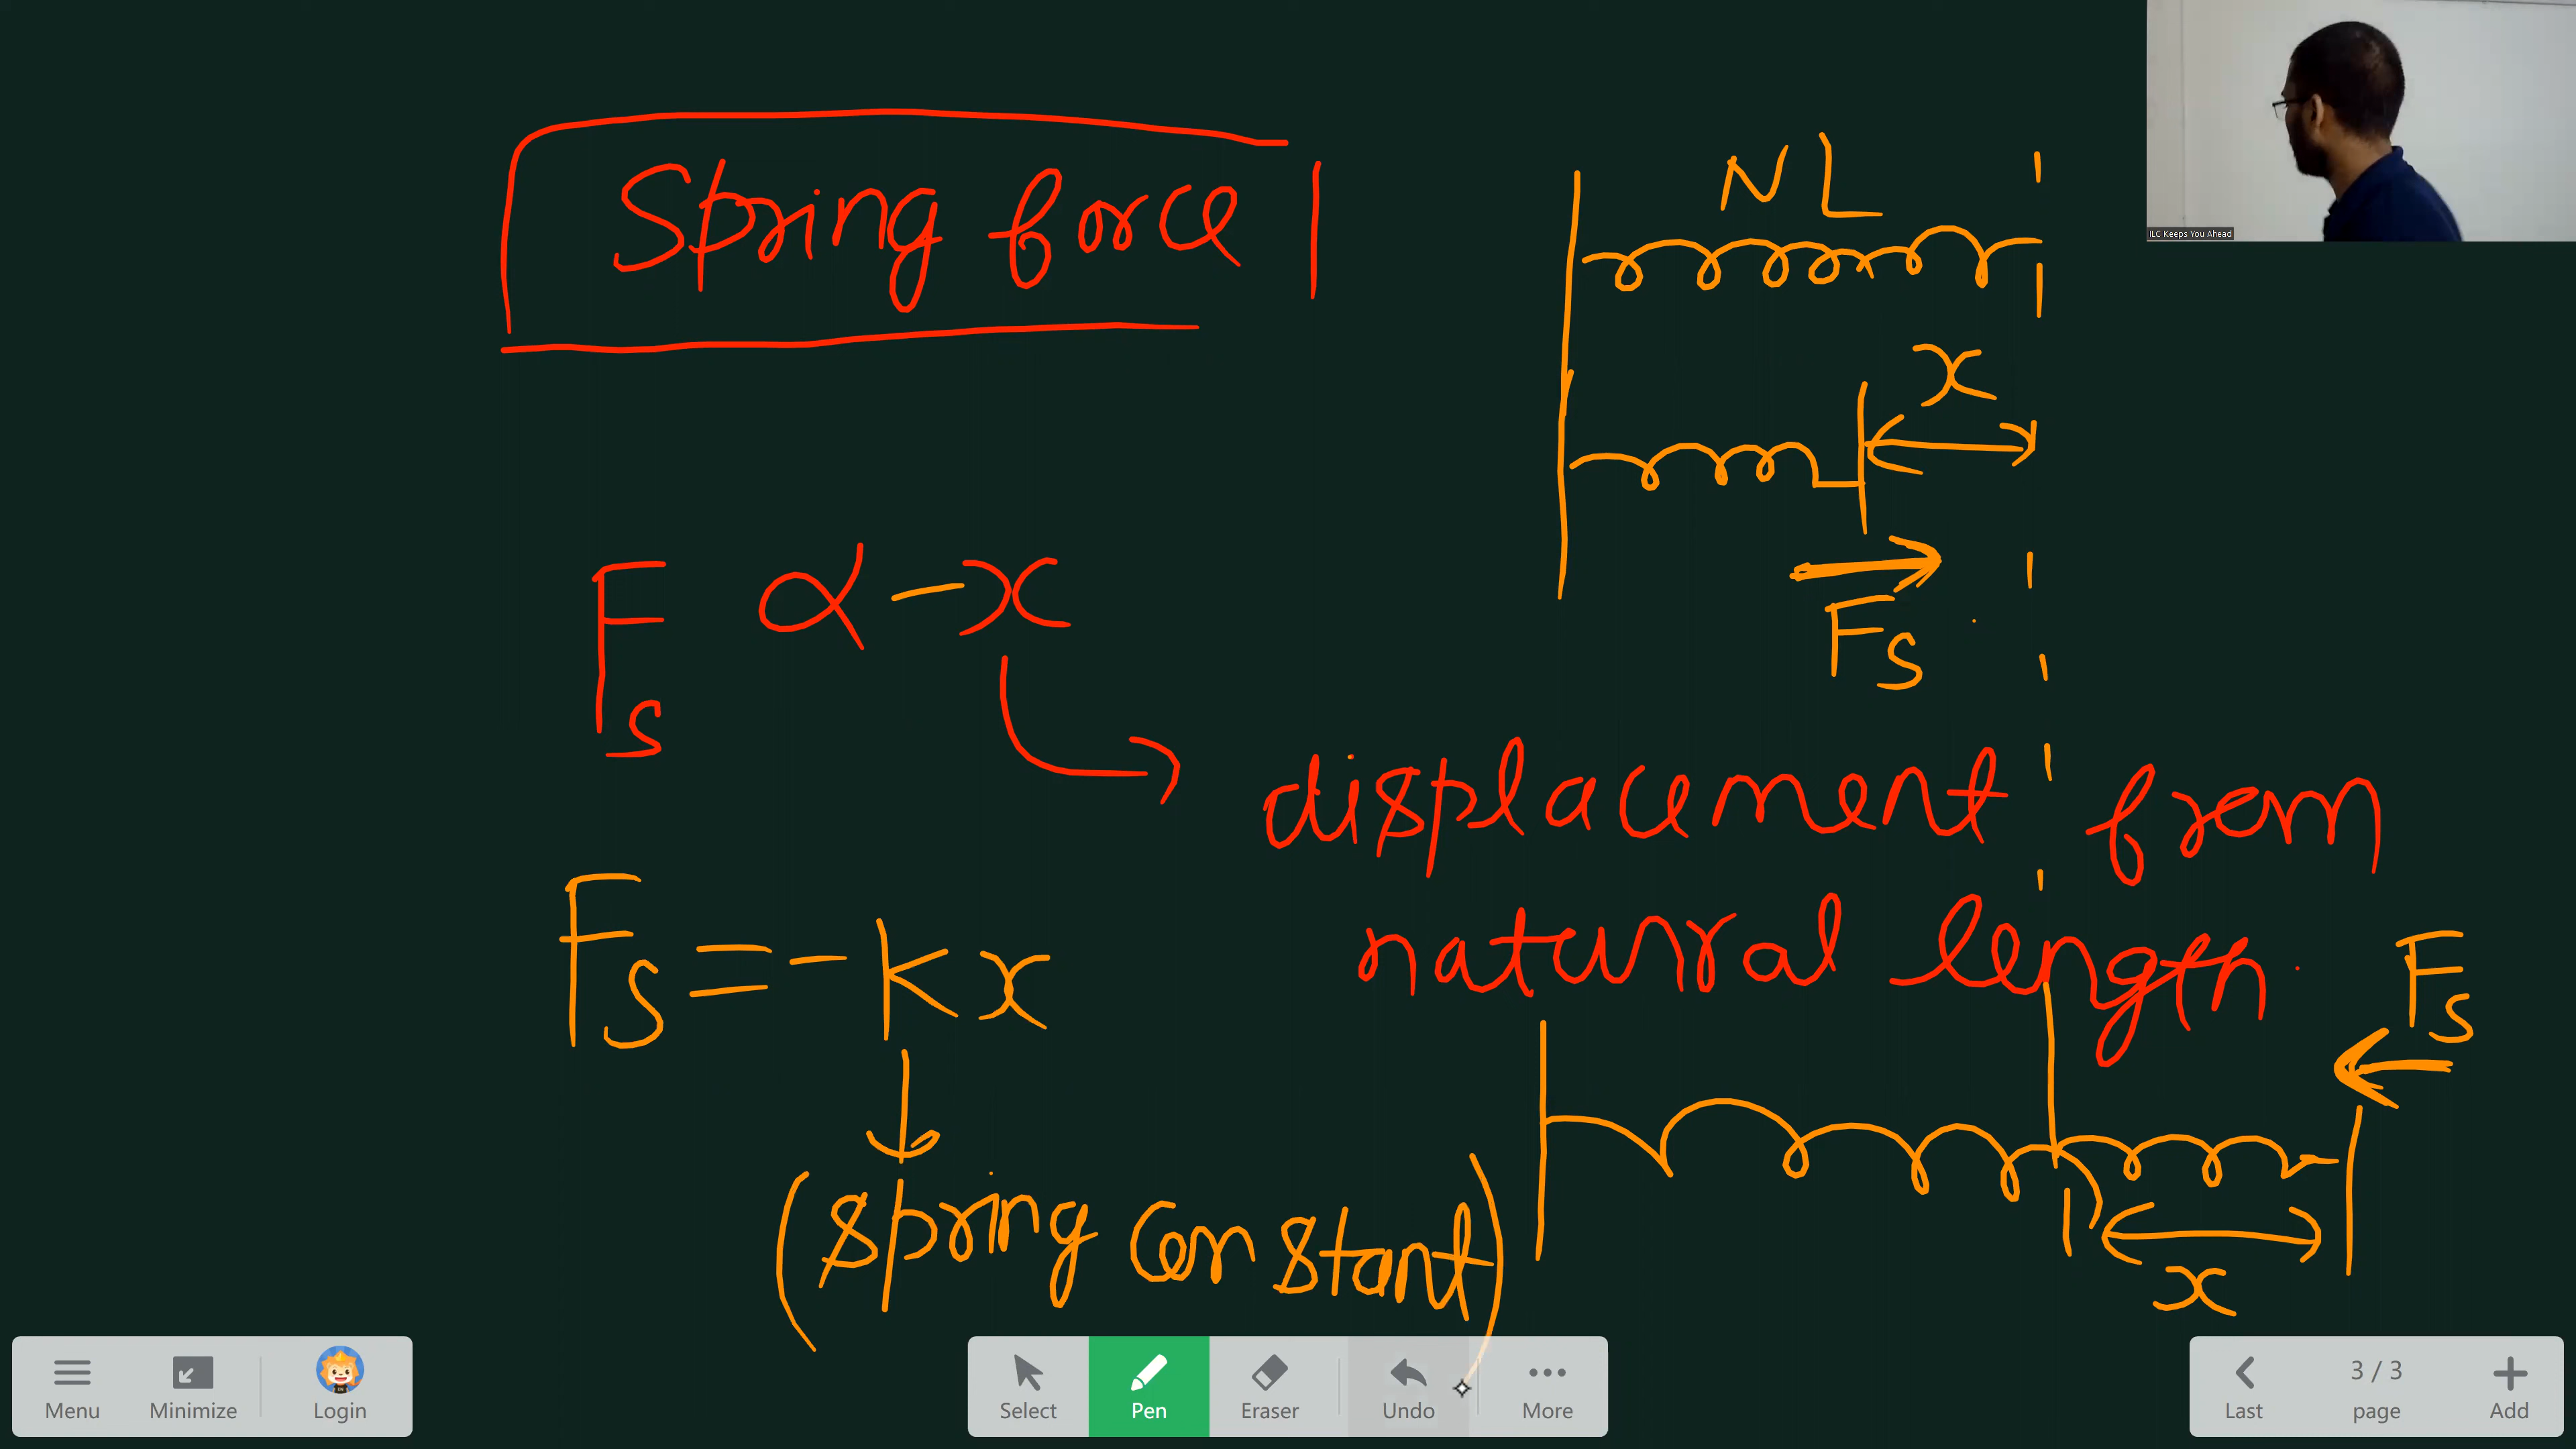 Spring force
NL
ILC Keeps You Ahead
x
Fs
Fs α -x
displacement from
natural length.
Fs = -kx
(Spring Constant)
Fs
x
Menu
Minimize
Login
Select
Pen
Eraser
Undo
More
Last
3 / 3
page
Add